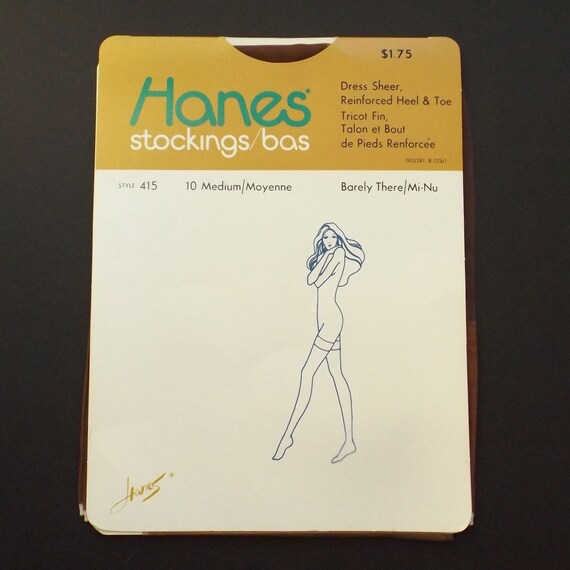 $1.75
Hanes®
stockings/bas
Dress Sheer,
Reinforced Heel & Toe
Tricot Fin,
Talon et Bout
de Pieds Renforcée
STYLE 415
10 Medium/Moyenne
Barely There/Mi-Nu